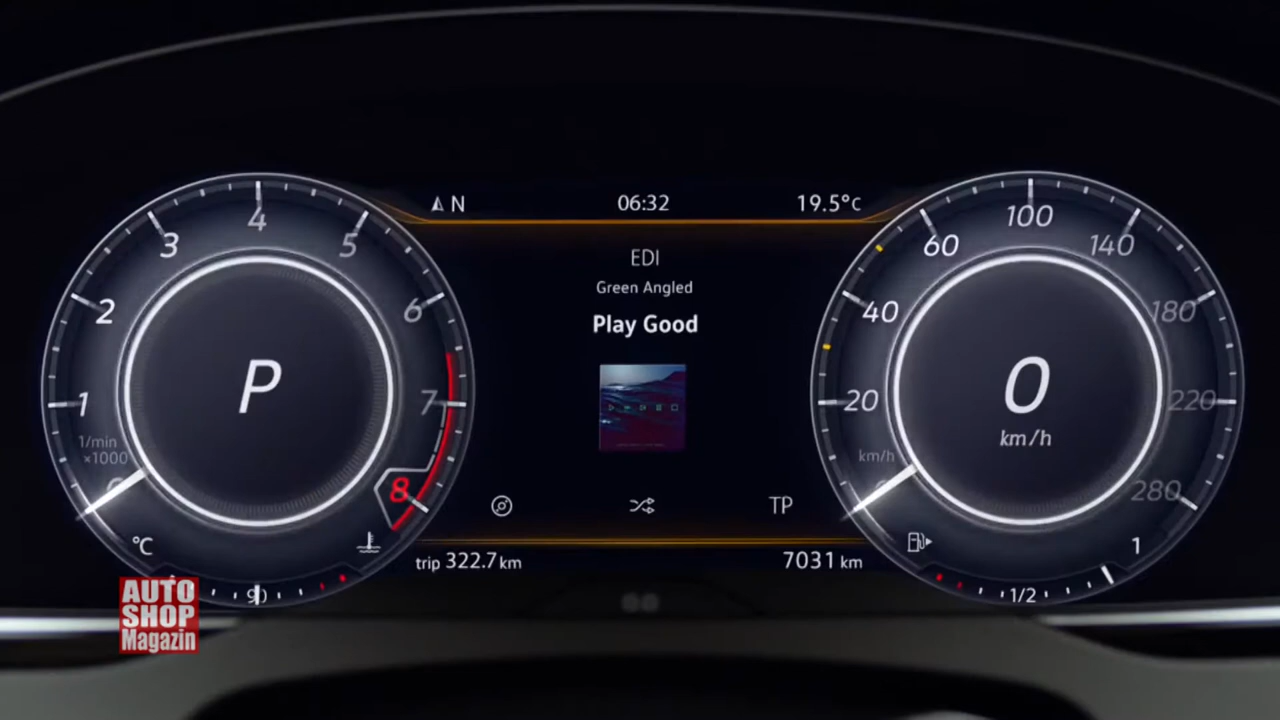 N
06:32
19.5°C
EDI
Green Angled
Play Good
TP
trip 322.7 km
7031 km
1
2
3
4
5
6
7
8
1/min
×1000
P
°C
90
20
40
60
100
140
180
220
280
km/h
0
km/h
1/2
1
AUTO
SHOP
Magazin